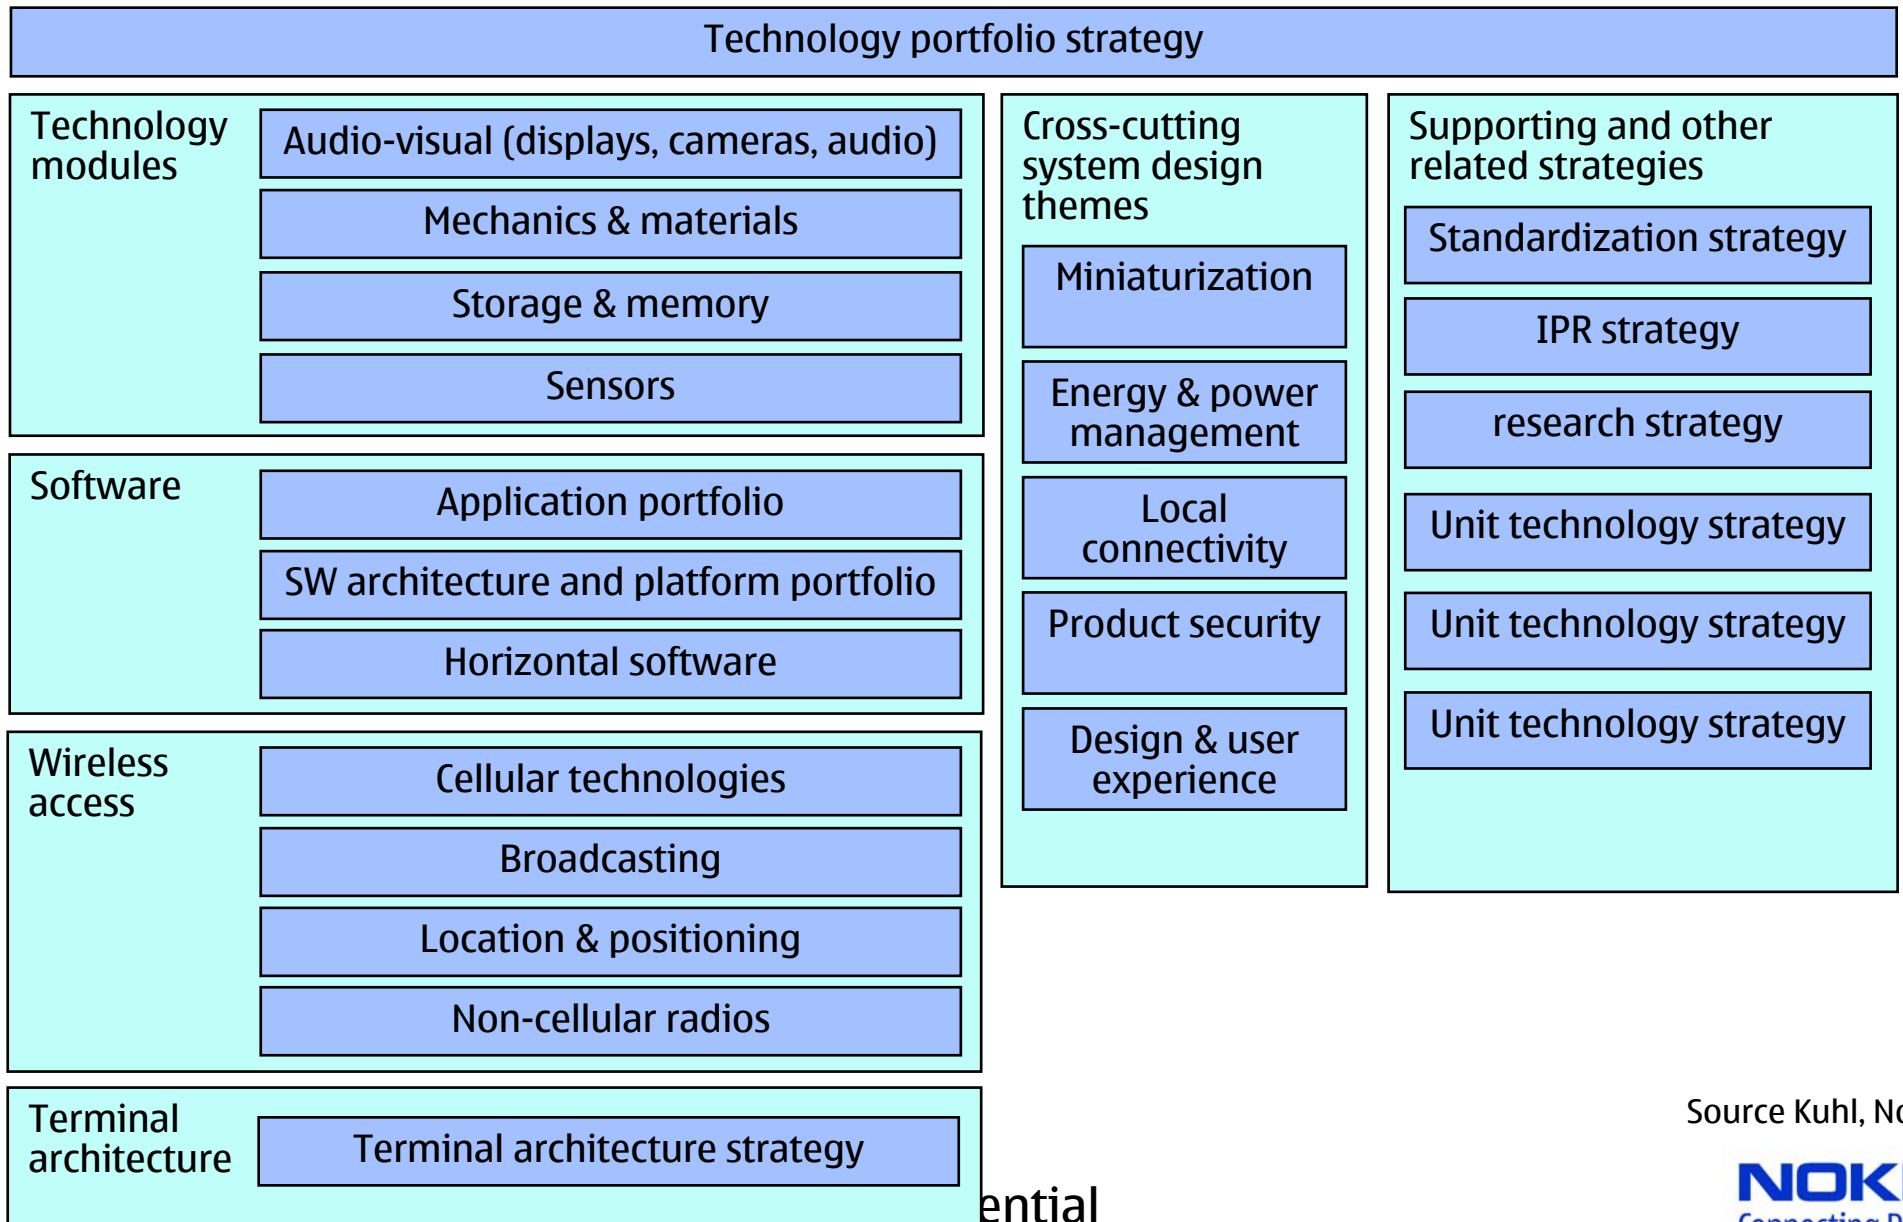 Technology portfolio strategy
Technology
modules
Audio-visual (displays, cameras, audio)
Mechanics & materials
Storage & memory
Sensors
Software
Application portfolio
SW architecture and platform portfolio
Horizontal software
Wireless
access
Cellular technologies
Broadcasting
Location & positioning
Non-cellular radios
Terminal
architecture
Terminal architecture strategy
Cross-cutting
system design
themes
Miniaturization
Energy & power
management
Local
connectivity
Product security
Design & user
experience
Supporting and other
related strategies
Standardization strategy
IPR strategy
research strategy
Unit technology strategy
Unit technology strategy
Unit technology strategy
Source Kuhl, No
ential
NOK
Connecting